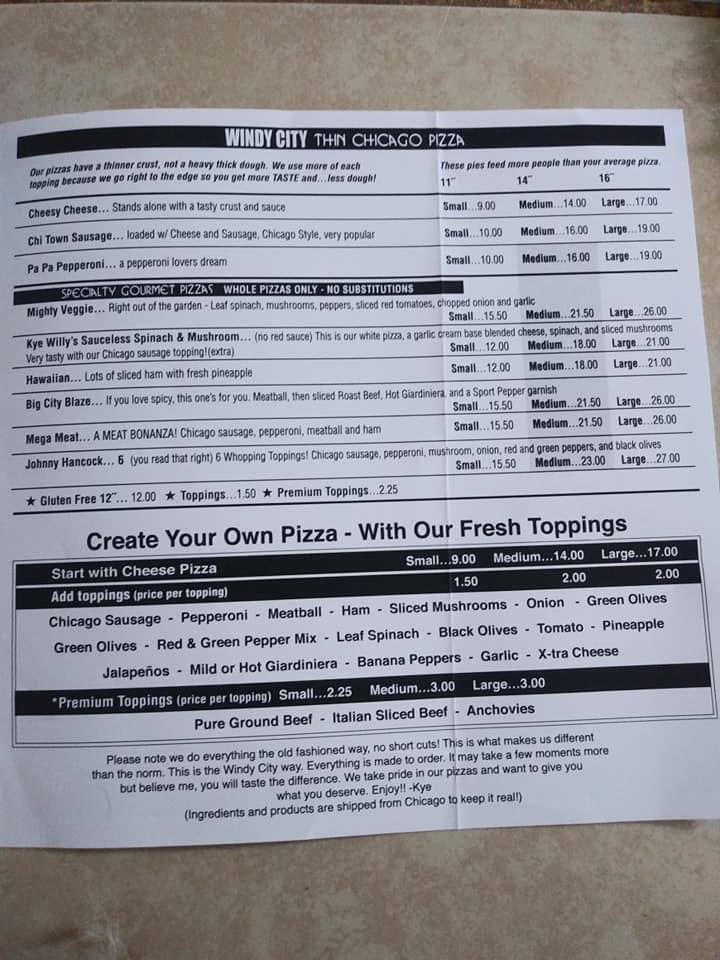 WINDY CITY THIN CHICAGO PIZZA
Our pizzas have a thinner crust, not a heavy thick dough. We use more of each
topping because we go right to the edge so you get more TASTE and...less dough!
These pies feed more people than your average pizza.
11" 14" 16"
Cheesy Cheese... Stands alone with a tasty crust and sauce Small...9.00 Medium...14.00 Large...17.00
Chi Town Sausage... loaded w/ Cheese and Sausage, Chicago Style, very popular Small...10.00 Medium...16.00 Large...19.00
Pa Pa Pepperoni... a pepperoni lovers dream Small...10.00 Medium...16.00 Large...19.00
SPECIALTY GOURMET PIZZAS WHOLE PIZZAS ONLY - NO SUBSTITUTIONS
Mighty Veggie... Right out of the garden - Leaf spinach, mushrooms, peppers, sliced red tomatoes, chopped onion and garlic
Small...15.50 Medium...21.50 Large...26.00
Kye Willy's Sauceless Spinach & Mushroom... (no red sauce) This is our white pizza, a garlic cream base blended cheese, spinach, and sliced mushrooms
Very tasty with our Chicago sausage topping!(extra) Small...12.00 Medium...18.00 Large...21.00
Hawaiian... Lots of sliced ham with fresh pineapple Small...12.00 Medium...18.00 Large...21.00
Big City Blaze... If you love spicy, this one's for you. Meatball, then sliced Roast Beef, Hot Giardiniera, and a Sport Pepper garnish
Small...15.50 Medium...21.50 Large...26.00
Mega Meat... A MEAT BONANZA! Chicago sausage, pepperoni, meatball and ham Small...15.50 Medium...21.50 Large...26.00
Johnny Hancock... 6 (you read that right) 6 Whopping Toppings! Chicago sausage, pepperoni, mushroom, onion, red and green peppers, and black olives
Small...15.50 Medium...23.00 Large...27.00
★ Gluten Free 12"... 12.00 ★ Toppings...1.50 ★ Premium Toppings...2.25
Create Your Own Pizza - With Our Fresh Toppings
Start with Cheese Pizza Small...9.00 Medium...14.00 Large...17.00
Add toppings (price per topping) 1.50 2.00 2.00
Chicago Sausage - Pepperoni - Meatball - Ham - Sliced Mushrooms - Onion - Green Olives
Green Olives - Red & Green Pepper Mix - Leaf Spinach - Black Olives - Tomato - Pineapple
Jalapeños - Mild or Hot Giardiniera - Banana Peppers - Garlic - X-tra Cheese
*Premium Toppings (price per topping) Small...2.25 Medium...3.00 Large...3.00
Pure Ground Beef - Italian Sliced Beef - Anchovies
Please note we do everything the old fashioned way, no short cuts! This is what makes us different
than the norm. This is the Windy City way. Everything is made to order. It may take a few moments more
but believe me, you will taste the difference. We take pride in our pizzas and want to give you
what you deserve. Enjoy!! -Kye
(Ingredients and products are shipped from Chicago to keep it real!)